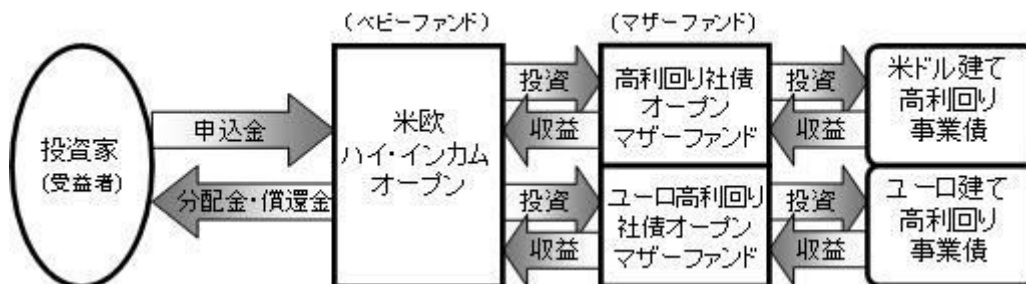 (ベビーファンド)
(マザーファンド)
投資家
(受益者)
申込金
分配金・償還金
米欧
ハイ・インカム
オープン
投資
収益
投資
収益
高利回り社債
オープン
マザーファンド
ユーロ高利回り
社債オープン
マザーファンド
投資
収益
投資
収益
米ドル建て
高利回り
事業債
ユーロ建て
高利回り
事業債